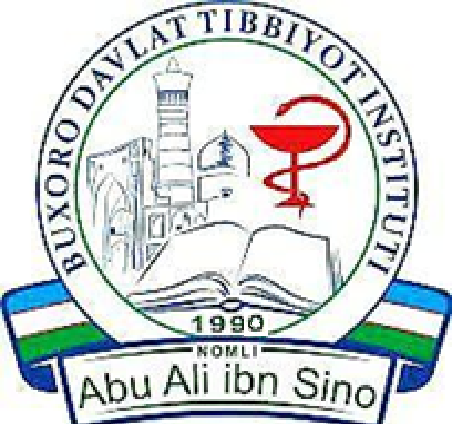 BUXORO DAVLAT TIBBIYOT INSTITUTI
1990
NOMLI
Abu Ali ibn Sino